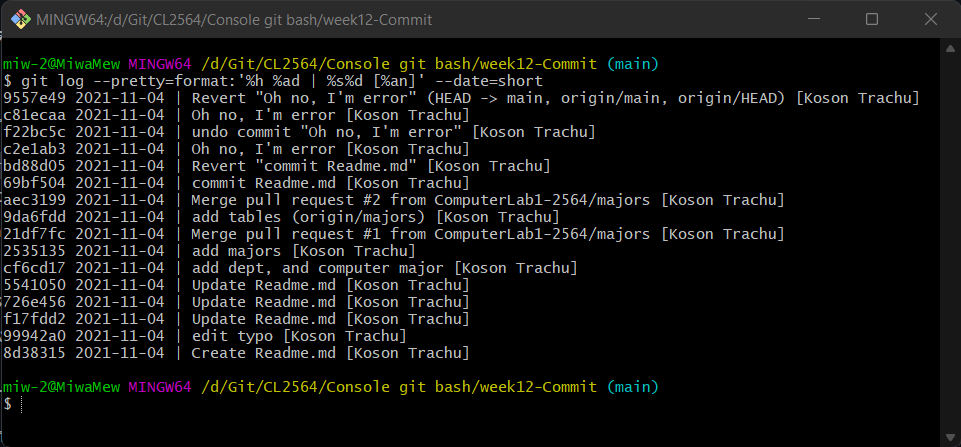 MINGW64:/d/Git/CL2564/Console git bash/week12-Commit
miw-2@MiwaMew MINGW64 /d/Git/CL2564/Console git bash/week12-Commit (main)
$ git log --pretty=format:'%h %ad | %s%d [%an]' --date=short
9557e49 2021-11-04 | Revert "Oh no, I'm error" (HEAD -> main, origin/main, origin/HEAD) [Koson Trachu]
c81ecaa 2021-11-04 | Oh no, I'm error [Koson Trachu]
f22bc5c 2021-11-04 | undo commit "Oh no, I'm error" [Koson Trachu]
c2e1ab3 2021-11-04 | Oh no, I'm error [Koson Trachu]
bd88d05 2021-11-04 | Revert "commit Readme.md" [Koson Trachu]
69bf504 2021-11-04 | commit Readme.md [Koson Trachu]
aec3199 2021-11-04 | Merge pull request #2 from ComputerLab1-2564/majors [Koson Trachu]
9da6fdd 2021-11-04 | add tables (origin/majors) [Koson Trachu]
21df7fc 2021-11-04 | Merge pull request #1 from ComputerLab1-2564/majors [Koson Trachu]
2535135 2021-11-04 | add majors [Koson Trachu]
cf6cd17 2021-11-04 | add dept, and computer major [Koson Trachu]
5541050 2021-11-04 | Update Readme.md [Koson Trachu]
726e456 2021-11-04 | Update Readme.md [Koson Trachu]
f17fdd2 2021-11-04 | Update Readme.md [Koson Trachu]
99942a0 2021-11-04 | edit typo [Koson Trachu]
8d38315 2021-11-04 | Create Readme.md [Koson Trachu]
miw-2@MiwaMew MINGW64 /d/Git/CL2564/Console git bash/week12-Commit (main)
$